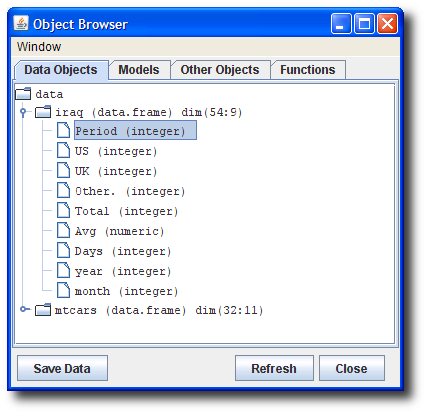 Object Browser
Window
Data Objects Models Other Objects Functions
data
iraq (data.frame) dim(54:9)
Period (integer)
US (integer)
UK (integer)
Other. (integer)
Total (integer)
Avg (numeric)
Days (integer)
year (integer)
month (integer)
mtcars (data.frame) dim(32:11)
Save Data Refresh Close